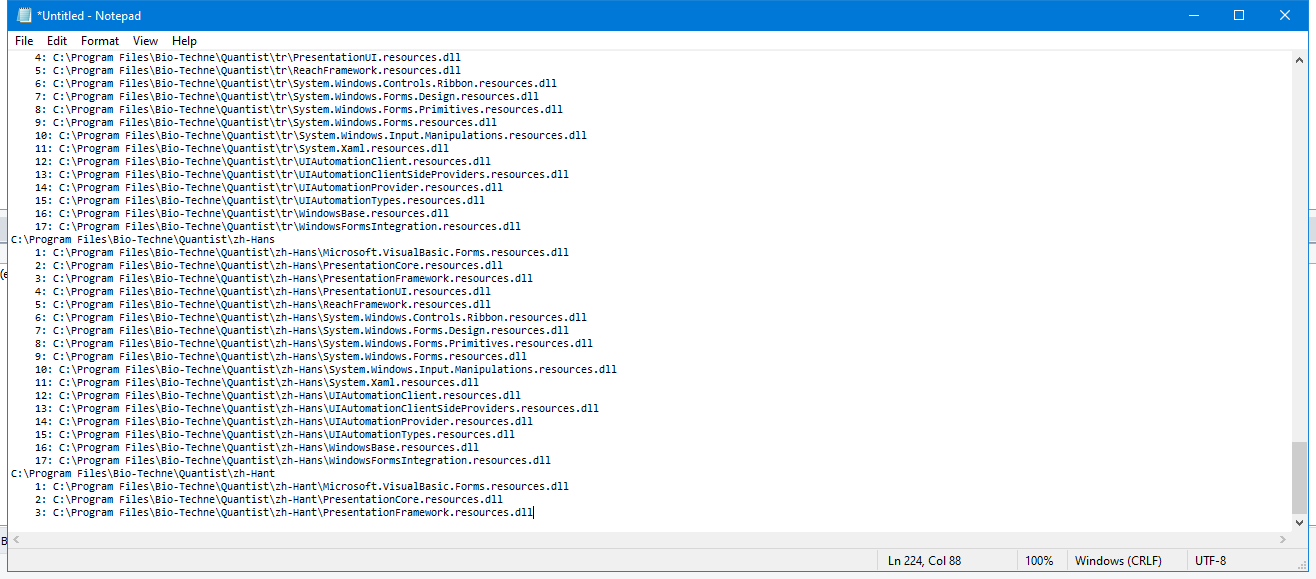 *Untitled - Notepad
File Edit Format View Help
4: C:\Program Files\Bio-Techne\Quantist\tr\PresentationUI.resources.dll
5: C:\Program Files\Bio-Techne\Quantist\tr\ReachFramework.resources.dll
6: C:\Program Files\Bio-Techne\Quantist\tr\System.Windows.Controls.Ribbon.resources.dll
7: C:\Program Files\Bio-Techne\Quantist\tr\System.Windows.Forms.Design.resources.dll
8: C:\Program Files\Bio-Techne\Quantist\tr\System.Windows.Forms.Primitives.resources.dll
9: C:\Program Files\Bio-Techne\Quantist\tr\System.Windows.Forms.resources.dll
10: C:\Program Files\Bio-Techne\Quantist\tr\System.Windows.Input.Manipulations.resources.dll
11: C:\Program Files\Bio-Techne\Quantist\tr\System.Xaml.resources.dll
12: C:\Program Files\Bio-Techne\Quantist\tr\UIAutomationClient.resources.dll
13: C:\Program Files\Bio-Techne\Quantist\tr\UIAutomationClientSideProviders.resources.dll
14: C:\Program Files\Bio-Techne\Quantist\tr\UIAutomationProvider.resources.dll
15: C:\Program Files\Bio-Techne\Quantist\tr\UIAutomationTypes.resources.dll
16: C:\Program Files\Bio-Techne\Quantist\tr\WindowsBase.resources.dll
17: C:\Program Files\Bio-Techne\Quantist\tr\WindowsFormsIntegration.resources.dll
C:\Program Files\Bio-Techne\Quantist\zh-Hans
1: C:\Program Files\Bio-Techne\Quantist\zh-Hans\Microsoft.VisualBasic.Forms.resources.dll
2: C:\Program Files\Bio-Techne\Quantist\zh-Hans\PresentationCore.resources.dll
3: C:\Program Files\Bio-Techne\Quantist\zh-Hans\PresentationFramework.resources.dll
4: C:\Program Files\Bio-Techne\Quantist\zh-Hans\PresentationUI.resources.dll
5: C:\Program Files\Bio-Techne\Quantist\zh-Hans\ReachFramework.resources.dll
6: C:\Program Files\Bio-Techne\Quantist\zh-Hans\System.Windows.Controls.Ribbon.resources.dll
7: C:\Program Files\Bio-Techne\Quantist\zh-Hans\System.Windows.Forms.Design.resources.dll
8: C:\Program Files\Bio-Techne\Quantist\zh-Hans\System.Windows.Forms.Primitives.resources.dll
9: C:\Program Files\Bio-Techne\Quantist\zh-Hans\System.Windows.Forms.resources.dll
10: C:\Program Files\Bio-Techne\Quantist\zh-Hans\System.Windows.Input.Manipulations.resources.dll
11: C:\Program Files\Bio-Techne\Quantist\zh-Hans\System.Xaml.resources.dll
12: C:\Program Files\Bio-Techne\Quantist\zh-Hans\UIAutomationClient.resources.dll
13: C:\Program Files\Bio-Techne\Quantist\zh-Hans\UIAutomationClientSideProviders.resources.dll
14: C:\Program Files\Bio-Techne\Quantist\zh-Hans\UIAutomationProvider.resources.dll
15: C:\Program Files\Bio-Techne\Quantist\zh-Hans\UIAutomationTypes.resources.dll
16: C:\Program Files\Bio-Techne\Quantist\zh-Hans\WindowsBase.resources.dll
17: C:\Program Files\Bio-Techne\Quantist\zh-Hans\WindowsFormsIntegration.resources.dll
C:\Program Files\Bio-Techne\Quantist\zh-Hant
1: C:\Program Files\Bio-Techne\Quantist\zh-Hant\Microsoft.VisualBasic.Forms.resources.dll
2: C:\Program Files\Bio-Techne\Quantist\zh-Hant\PresentationCore.resources.dll
3: C:\Program Files\Bio-Techne\Quantist\zh-Hant\PresentationFramework.resources.dll
Ln 224, Col 88 100% Windows (CRLF) UTF-8